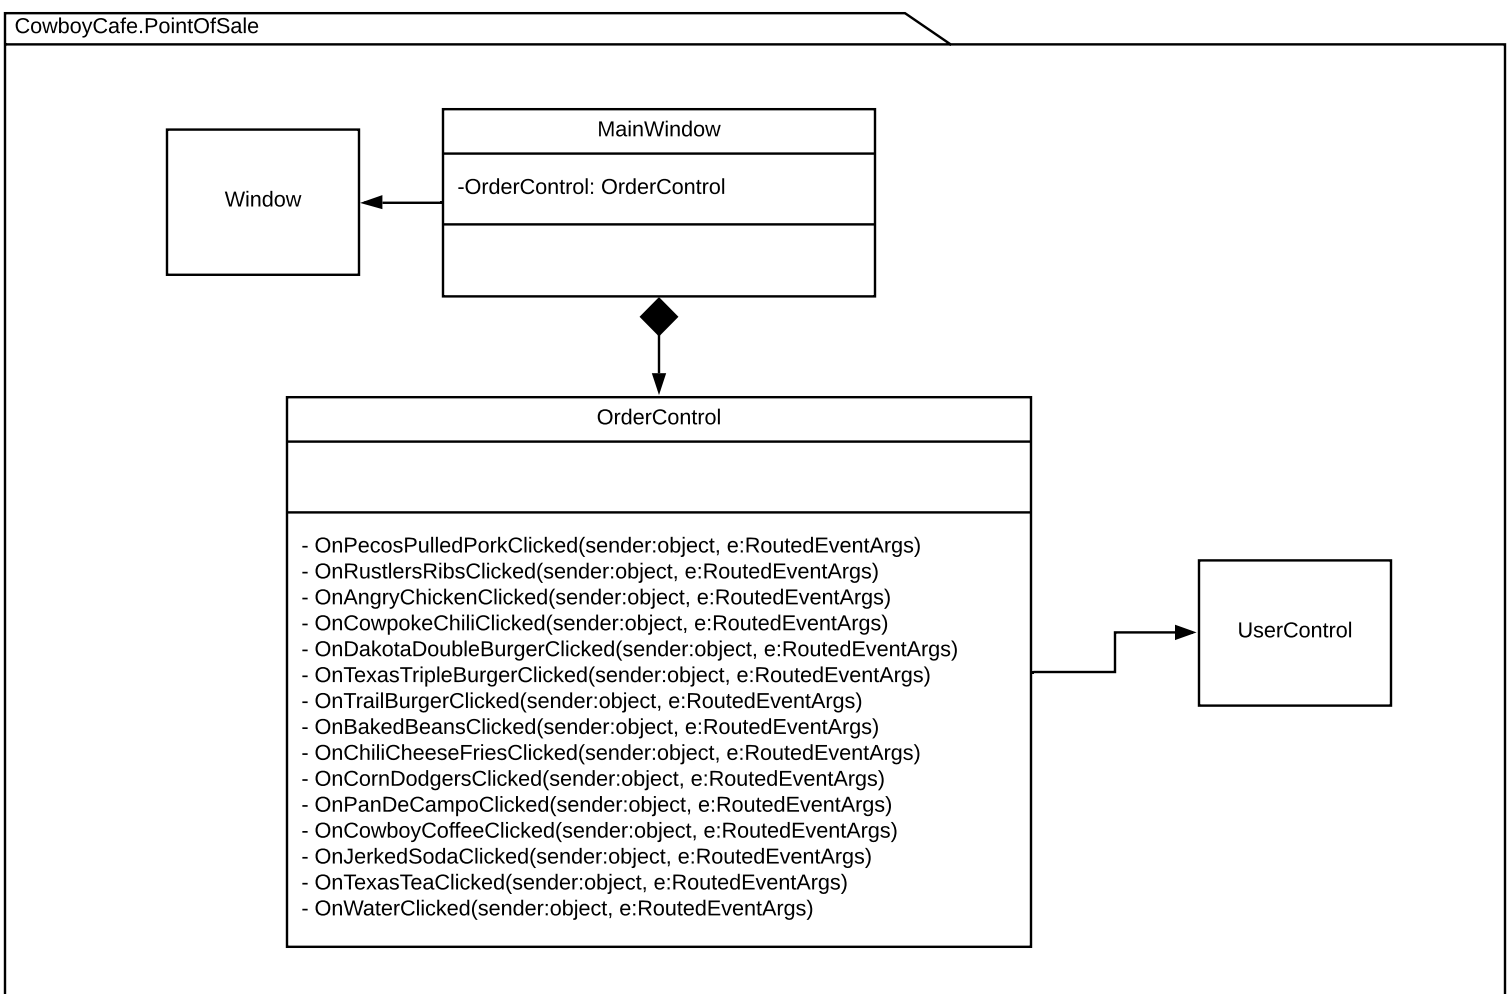 CowboyCafe.PointOfSale
MainWindow
Window
-OrderControl: OrderControl
OrderControl
- OnPecosPulledPorkClicked(sender:object, e:RoutedEventArgs)
- OnRustlersRibsClicked(sender:object, e:RoutedEventArgs)
- OnAngryChickenClicked(sender:object, e:RoutedEventArgs)
- OnCowpokeChiliClicked(sender:object, e:RoutedEventArgs)
- OnDakotaDoubleBurgerClicked(sender:object, e:RoutedEventArgs)
- OnTexasTripleBurgerClicked(sender:object, e:RoutedEventArgs)
- OnTrailBurgerClicked(sender:object, e:RoutedEventArgs)
- OnBakedBeansClicked(sender:object, e:RoutedEventArgs)
- OnChiliCheeseFriesClicked(sender:object, e:RoutedEventArgs)
- OnCornDodgersClicked(sender:object, e:RoutedEventArgs)
- OnPanDeCampoClicked(sender:object, e:RoutedEventArgs)
- OnCowboyCoffeeClicked(sender:object, e:RoutedEventArgs)
- OnJerkedSodaClicked(sender:object, e:RoutedEventArgs)
- OnTexasTeaClicked(sender:object, e:RoutedEventArgs)
- OnWaterClicked(sender:object, e:RoutedEventArgs)
UserControl